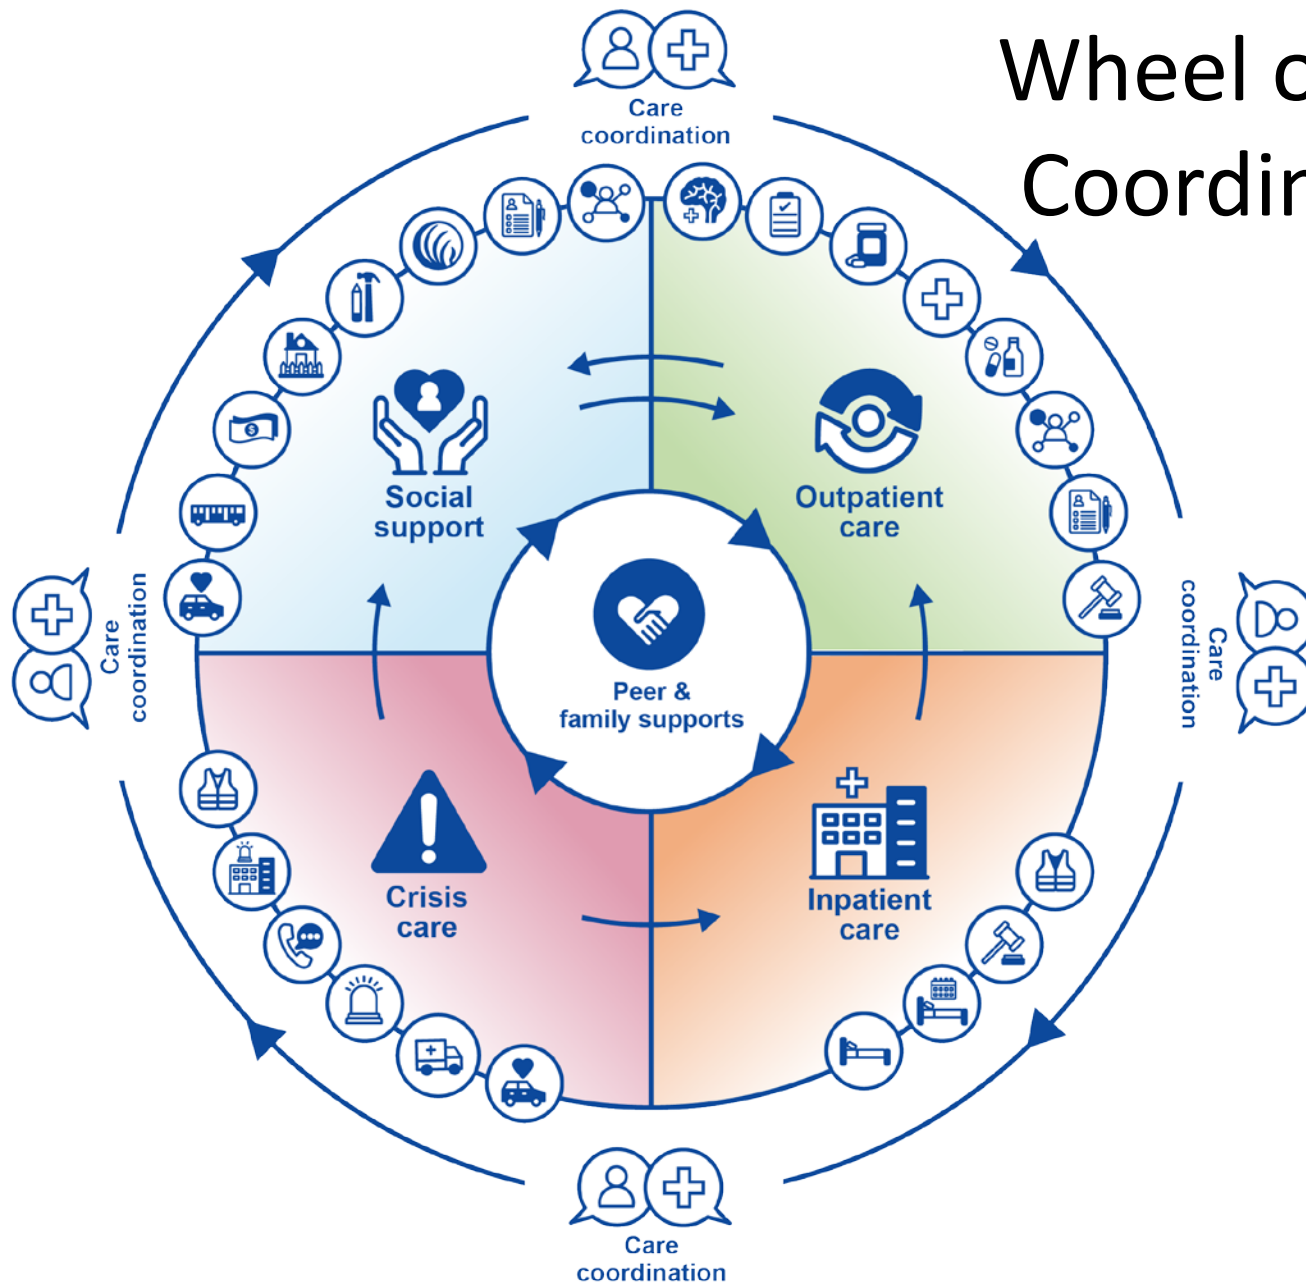 Wheel o
Coordin
Care
coordination
Social
support
Outpatient
care
Care
coordination
Peer &
family supports
Care
coordination
Crisis
care
Inpatient
care
Care
coordination